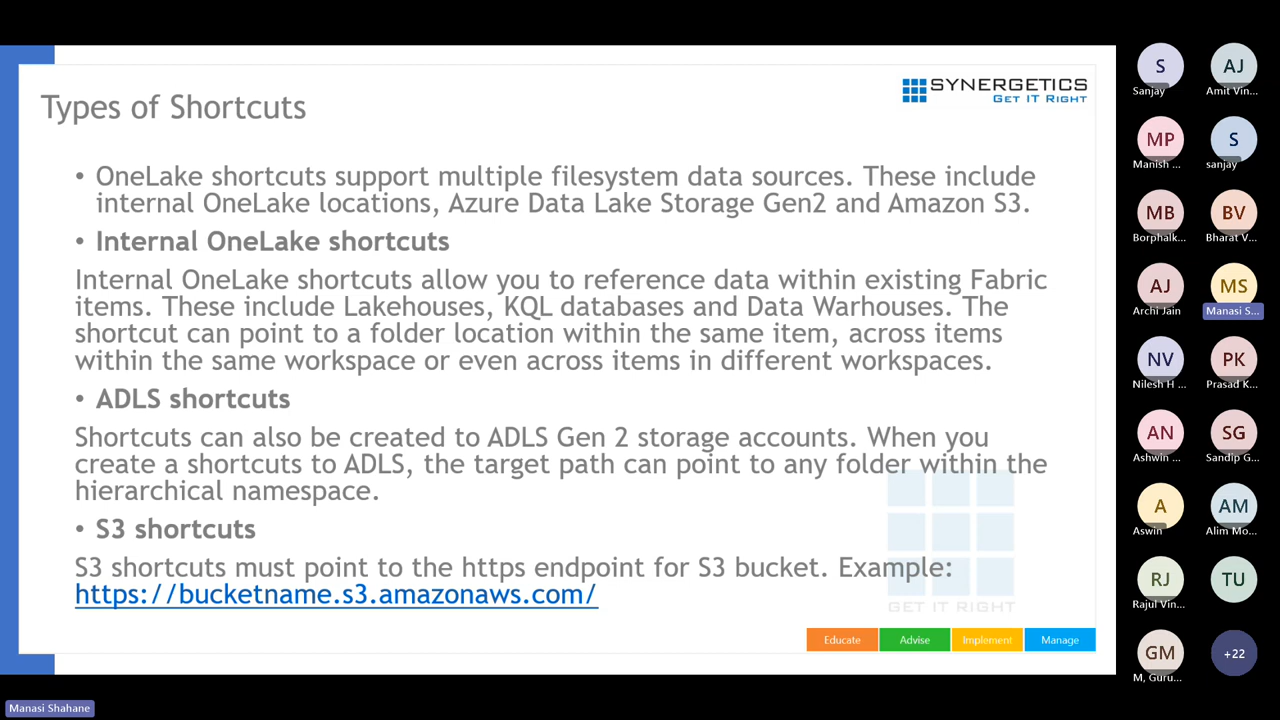 Types of Shortcuts
SYNERGETICS
GET IT RIGHT
• OneLake shortcuts support multiple filesystem data sources. These include
internal OneLake locations, Azure Data Lake Storage Gen2 and Amazon S3.
• Internal OneLake shortcuts
Internal OneLake shortcuts allow you to reference data within existing Fabric
items. These include Lakehouses, KQL databases and Data Warhouses. The
shortcut can point to a folder location within the same item, across items
within the same workspace or even across items in different workspaces.
• ADLS shortcuts
Shortcuts can also be created to ADLS Gen 2 storage accounts. When you
create a shortcuts to ADLS, the target path can point to any folder within the
hierarchical namespace.
• S3 shortcuts
S3 shortcuts must point to the https endpoint for S3 bucket. Example:
https://bucketname.s3.amazonaws.com/
GET IT RIGHT
Educate Advise Implement Manage
S AJ
Sanjay Amit Vin...
MP S
Manish ... sanjay
MB BV
Borphalk... Bharat V...
AJ MS
Archi Jain Manasi S...
NV PK
Nilesh H ... Prasad K...
AN SG
Ashwin ... Sandip G...
A AM
Aswin Alim Mo...
RJ TU
Rajul Vin...
GM +22
M, Guru...
Manasi Shahane